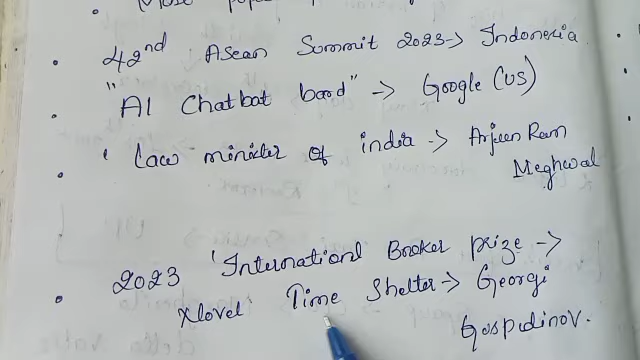 42nd Asean Summit 2023-> Indonesia
"AI Chatbot bard" -> Google (US)
' Law minister of india -> Arjun Ram
Meghwal
2023 'International Booker prize ->
Time Shelter -> Georgi
Gospodinov.